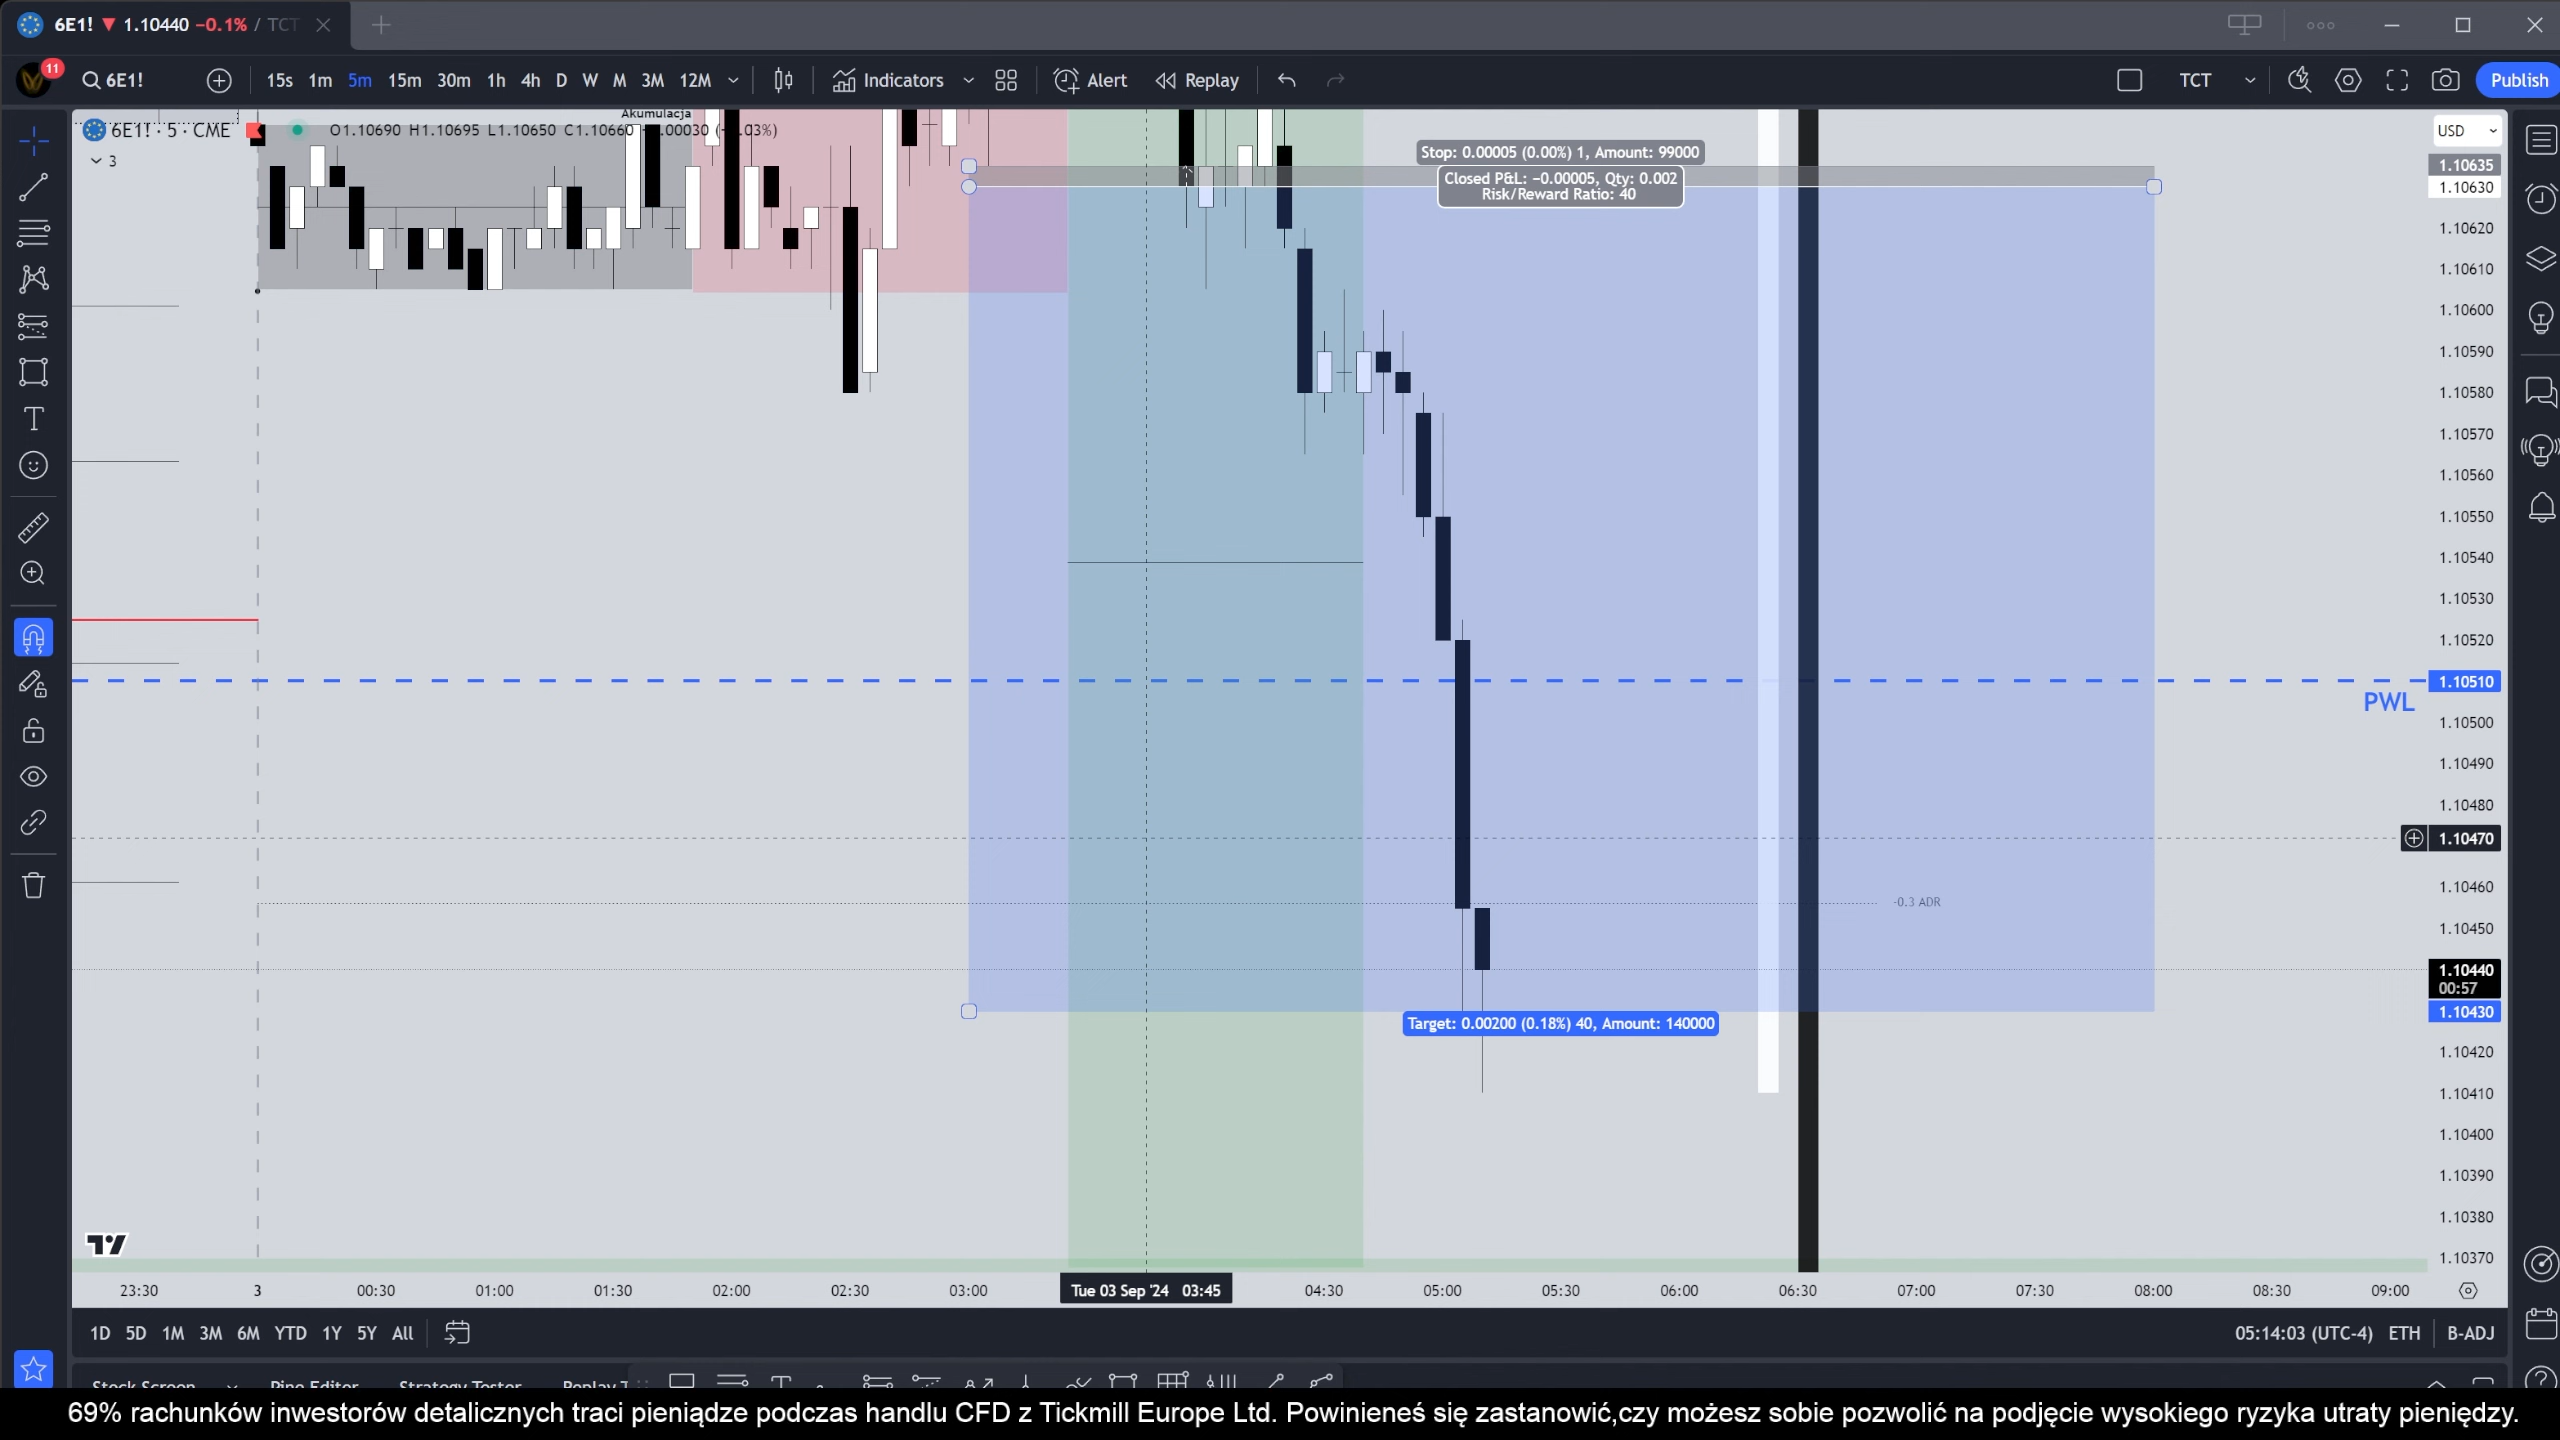 6E1! ▼ 1.10440 −0.1% / TCT
11
6E1! 15s 1m 5m 15m 30m 1h 4h D W M 3M 12M Indicators Alert Replay TCT Publish
Akumulacja
6E1! · 5 · CME O1.10690 H1.10695 L1.10650 C1.10660
3
USD
Stop: 0.00005 (0.00%) 1, Amount: 99000
Closed P&L: −0.00005, Qty: 0.002
Risk/Reward Ratio: 40
1.10635
1.10630
1.10620
1.10610
1.10600
1.10590
1.10580
1.10570
1.10560
1.10550
1.10540
1.10530
1.10520
1.10510
PWL
1.10500
1.10490
1.10480
1.10470
1.10460
-0.3 ADR
1.10450
1.10440
00:57
1.10430
Target: 0.00200 (0.18%) 40, Amount: 140000
1.10420
1.10410
1.10400
1.10390
1.10380
1.10370
23:30 3 00:30 01:00 01:30 02:00 02:30 03:00 Tue 03 Sep '24 03:45 04:30 05:00 05:30 06:00 06:30 07:00 07:30 08:00 08:30 09:00
1D 5D 1M 3M 6M YTD 1Y 5Y All 05:14:03 (UTC-4) ETH B-ADJ
Stock Screen Pine Editor Strategy Tester Replay T
69% rachunków inwestorów detalicznych traci pieniądze podczas handlu CFD z Tickmill Europe Ltd. Powinieneś się zastanowić,czy możesz sobie pozwolić na podjęcie wysokiego ryzyka utraty pieniędzy.